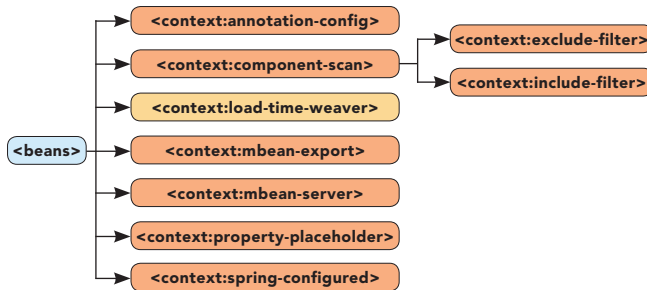 <context:annotation-config>
<context:component-scan>
<context:exclude-filter>
<context:include-filter>
<context:load-time-weaver>
<beans>
<context:mbean-export>
<context:mbean-server>
<context:property-placeholder>
<context:spring-configured>